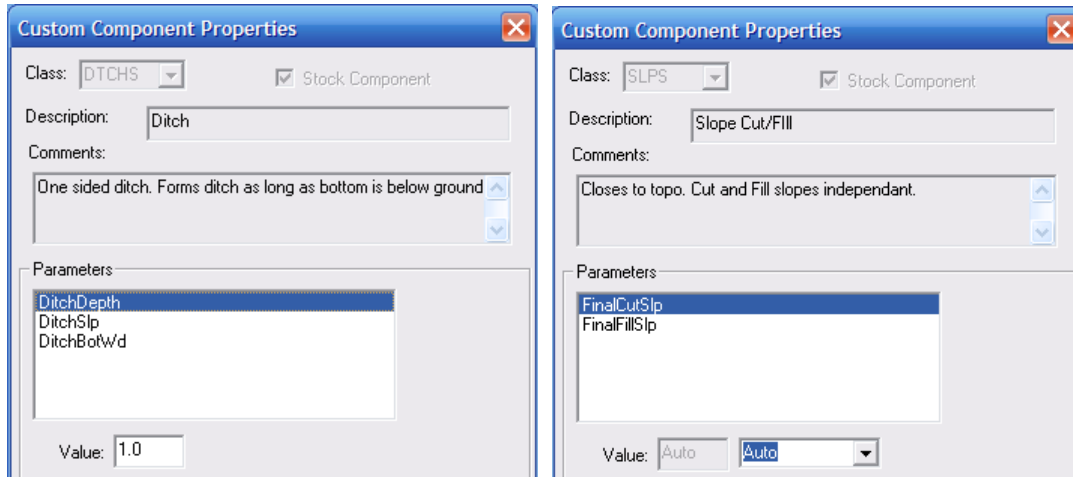 Custom Component Properties
Class: DTCHS Stock Component
Description: Ditch
Comments:
One sided ditch. Forms ditch as long as bottom is below ground
Parameters
DitchDepth
DitchSlp
DitchBotWd
Value: 1.0
Custom Component Properties
Class: SLPS Stock Component
Description: Slope Cut/FIll
Comments:
Closes to topo. Cut and Fill slopes independant.
Parameters
FinalCutSlp
FinalFillSlp
Value: Auto Auto